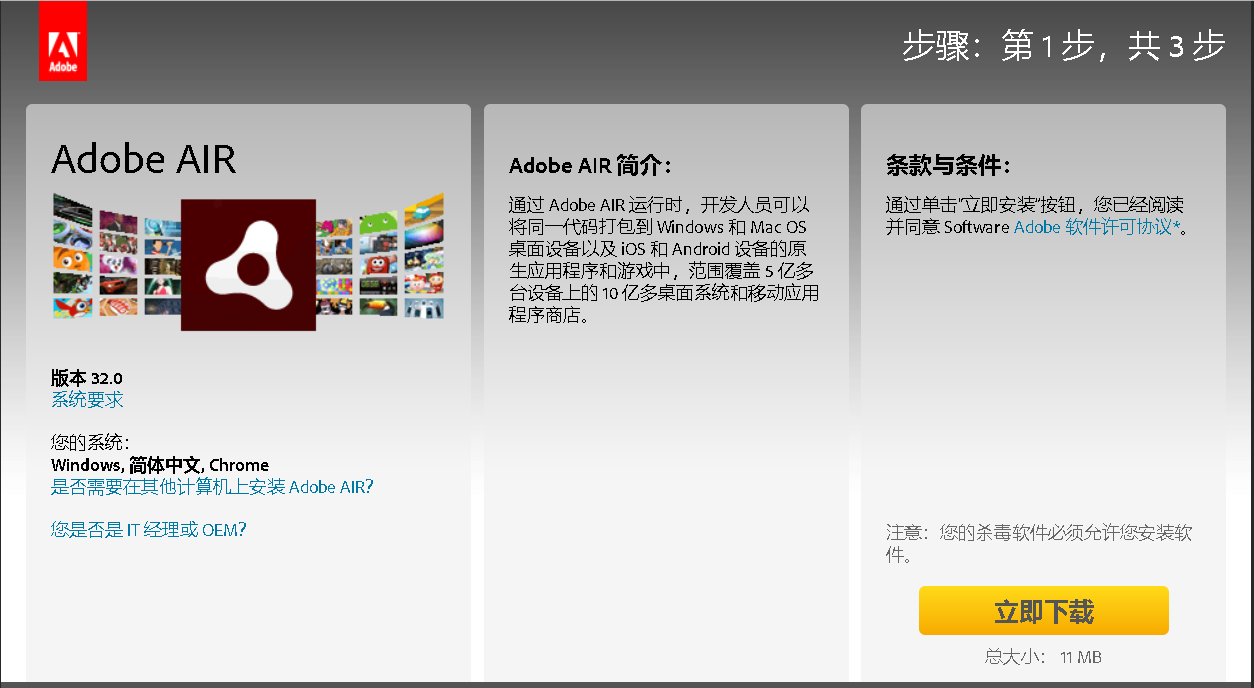 Adobe
步骤：第 1 步，共 3 步
Adobe AIR
版本 32.0
系统要求
您的系统：
Windows, 简体中文, Chrome
是否需要在其他计算机上安装 Adobe AIR?
您是否是 IT 经理或 OEM?
Adobe AIR 简介：
通过 Adobe AIR 运行时，开发人员可以
将同一代码打包到 Windows 和 Mac OS
桌面设备以及 iOS 和 Android 设备的原
生应用程序和游戏中，范围覆盖 5 亿多
台设备上的 10 亿多桌面系统和移动应用
程序商店。
条款与条件：
通过单击“立即安装”按钮，您已经阅读
并同意 Software Adobe 软件许可协议*。
注意：您的杀毒软件必须允许您安装软
件。
立即下载
总大小： 11 MB